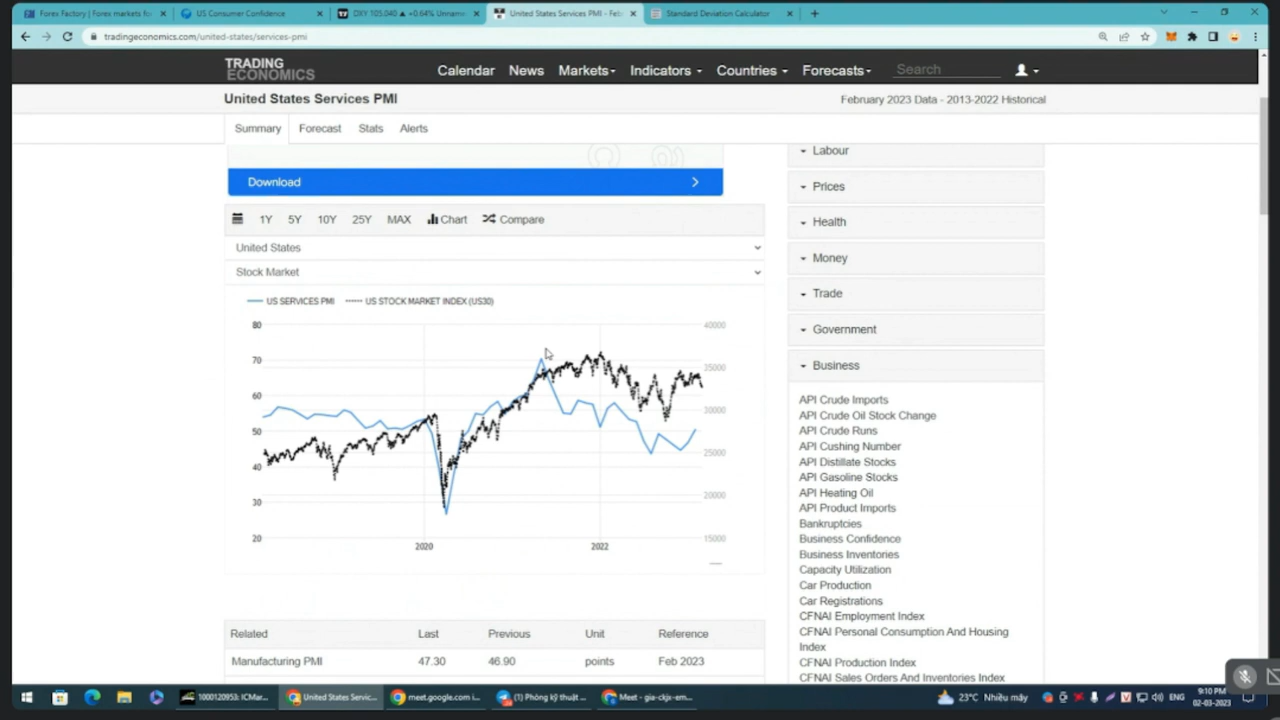 Forex Factory | Forex markets fo
US Consumer Confidence
DXY 105.040 ▲ +0.64% Unnam
United States Services PMI - Feb
Standard Deviation Calculator
tradingeconomics.com/united-states/services-pmi
TRADING
ECONOMICS
Calendar News Markets Indicators Countries Forecasts Search
United States Services PMI
February 2023 Data - 2013-2022 Historical
Summary Forecast Stats Alerts
Download
1Y 5Y 10Y 25Y MAX Chart Compare
United States
Stock Market
US SERVICES PMI US STOCK MARKET INDEX (US30)
80 40000
70 35000
60 30000
50 25000
40 20000
30 15000
20
2020 2022
Related Last Previous Unit Reference
Manufacturing PMI 47.30 46.90 points Feb 2023
Labour
Prices
Health
Money
Trade
Government
Business
API Crude Imports
API Crude Oil Stock Change
API Crude Runs
API Cushing Number
API Distillate Stocks
API Gasoline Stocks
API Heating Oil
API Product Imports
Bankruptcies
Business Confidence
Business Inventories
Capacity Utilization
Car Production
Car Registrations
CFNAI Employment Index
CFNAI Personal Consumption And Housing
Index
CFNAI Production Index
CFNAI Sales Orders And Inventories Index
1000120953: ICMar...
United States Servic...
meet.google.com i...
(1) Phòng kỹ thuật ...
Meet - gia-ckjx-em...
23°C Nhiều mây
ENG
9:10 PM
02-03-2023